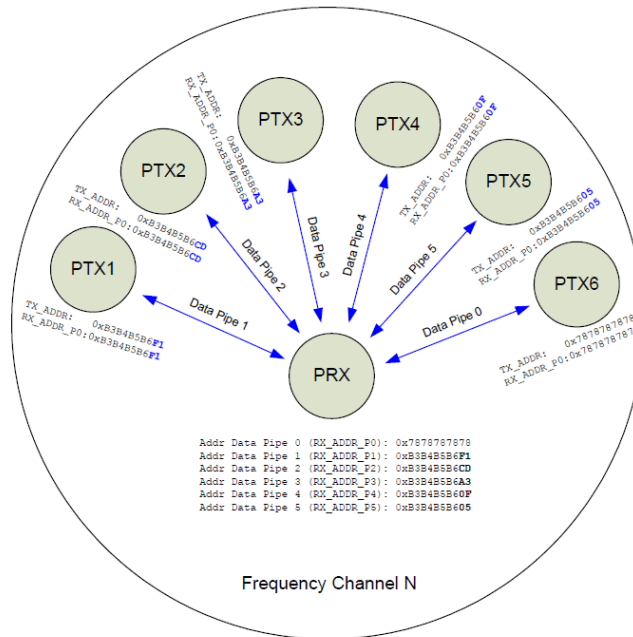 PTX3
PTX4
PTX2
PTX5
PTX1
PTX6
TX_ADDR: 0xB3B4B5B6A3
RX_ADDR_P0:0xB3B4B5B6A3
TX_ADDR: 0xB3B4B5B60F
RX_ADDR_P0:0xB3B4B5B60F
TX_ADDR: 0xB3B4B5B6CD
RX_ADDR_P0:0xB3B4B5B6CD
TX_ADDR: 0xB3B4B5B605
RX_ADDR_P0:0xB3B4B5B605
TX_ADDR: 0xB3B4B5B6F1
RX_ADDR_P0:0xB3B4B5B6F1
TX_ADDR: 0x7878787878
RX_ADDR_P0:0x787878787
Data Pipe 1
Data Pipe 2
Data Pipe 3
Data Pipe 4
Data Pipe 5
Data Pipe 0
PRX
Addr Data Pipe 0 (RX_ADDR_P0): 0x7878787878
Addr Data Pipe 1 (RX_ADDR_P1): 0xB3B4B5B6F1
Addr Data Pipe 2 (RX_ADDR_P2): 0xB3B4B5B6CD
Addr Data Pipe 3 (RX_ADDR_P3): 0xB3B4B5B6A3
Addr Data Pipe 4 (RX_ADDR_P4): 0xB3B4B5B60F
Addr Data Pipe 5 (RX_ADDR_P5): 0xB3B4B5B605
Frequency Channel N